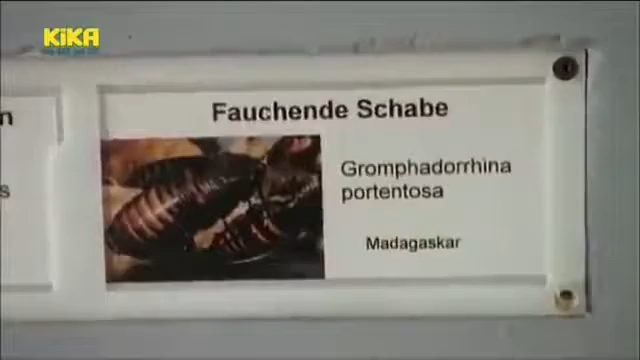 KiKA
n
s
Fauchende Schabe
Gromphadorrhina
portentosa
Madagaskar